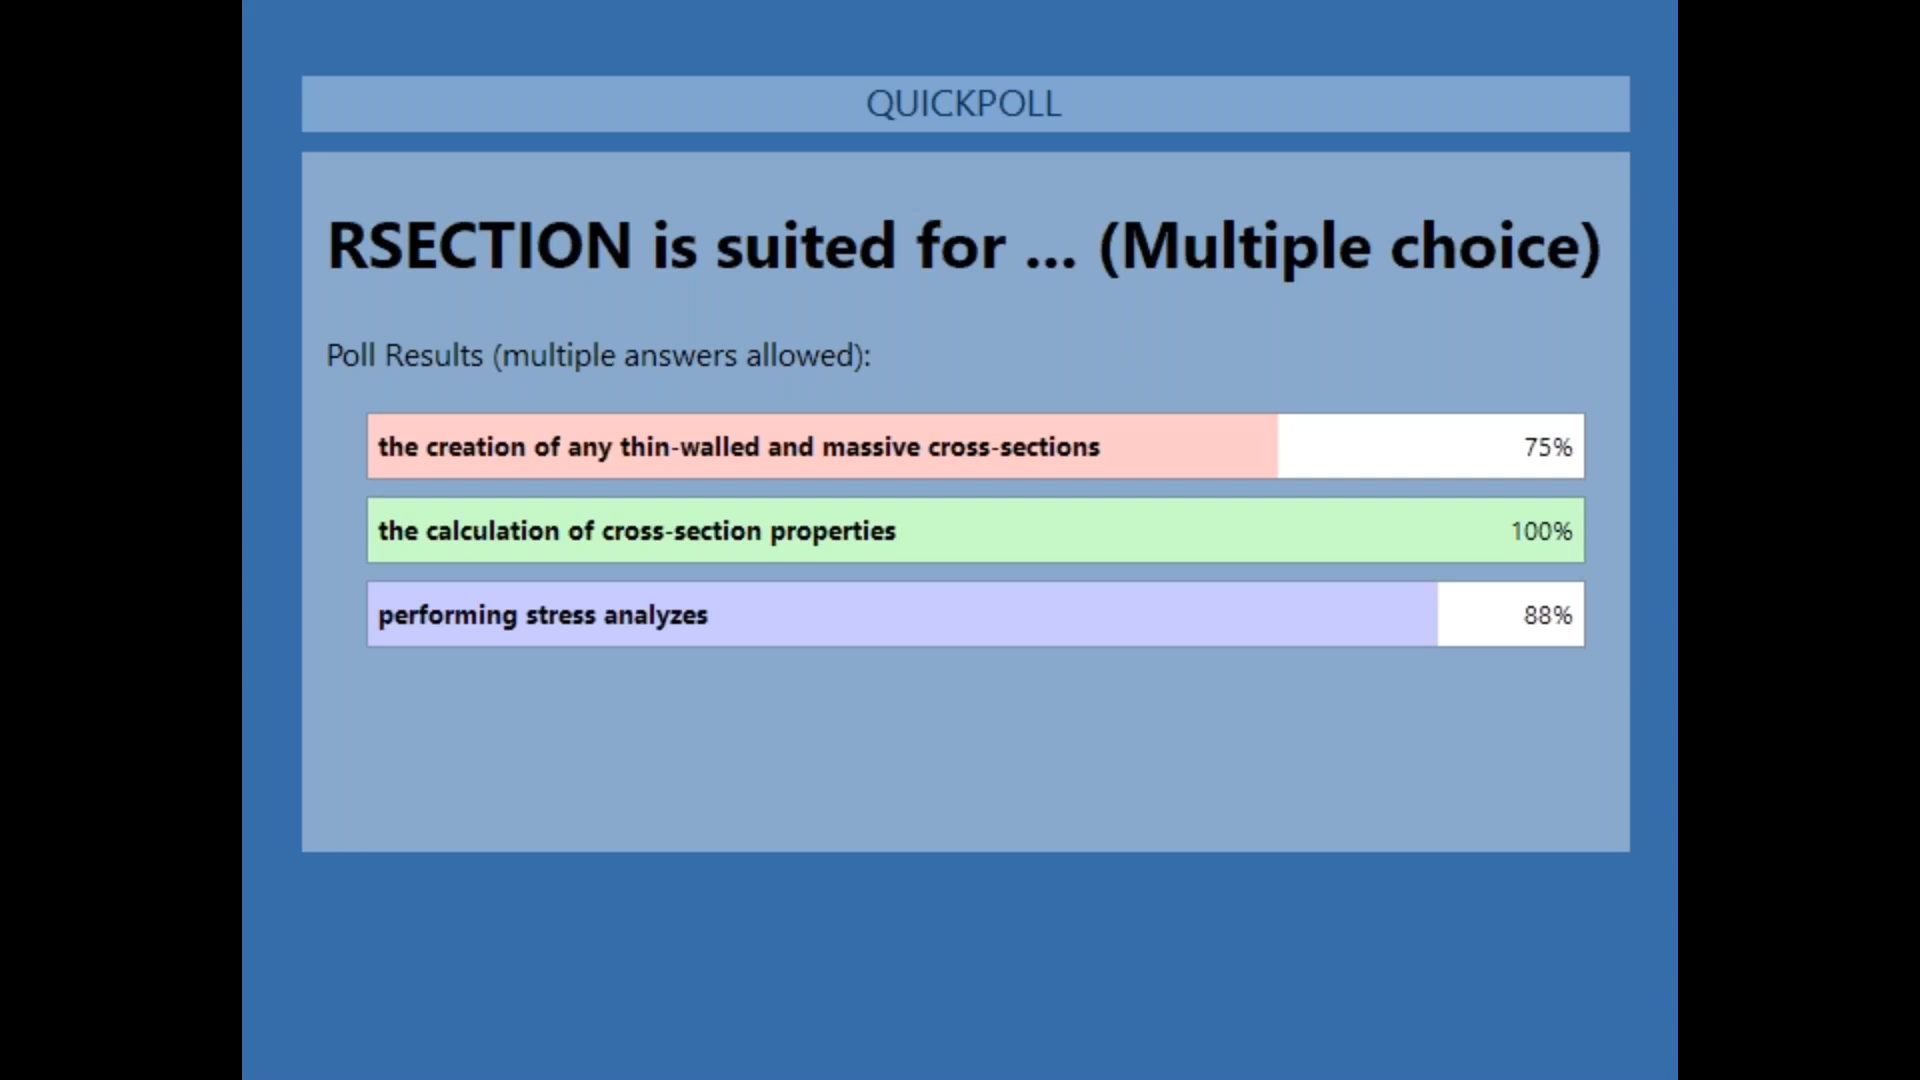 QUICKPOLL
RSECTION is suited for ... (Multiple choice)
Poll Results (multiple answers allowed):
the creation of any thin-walled and massive cross-sections 75%
the calculation of cross-section properties 100%
performing stress analyzes 88%